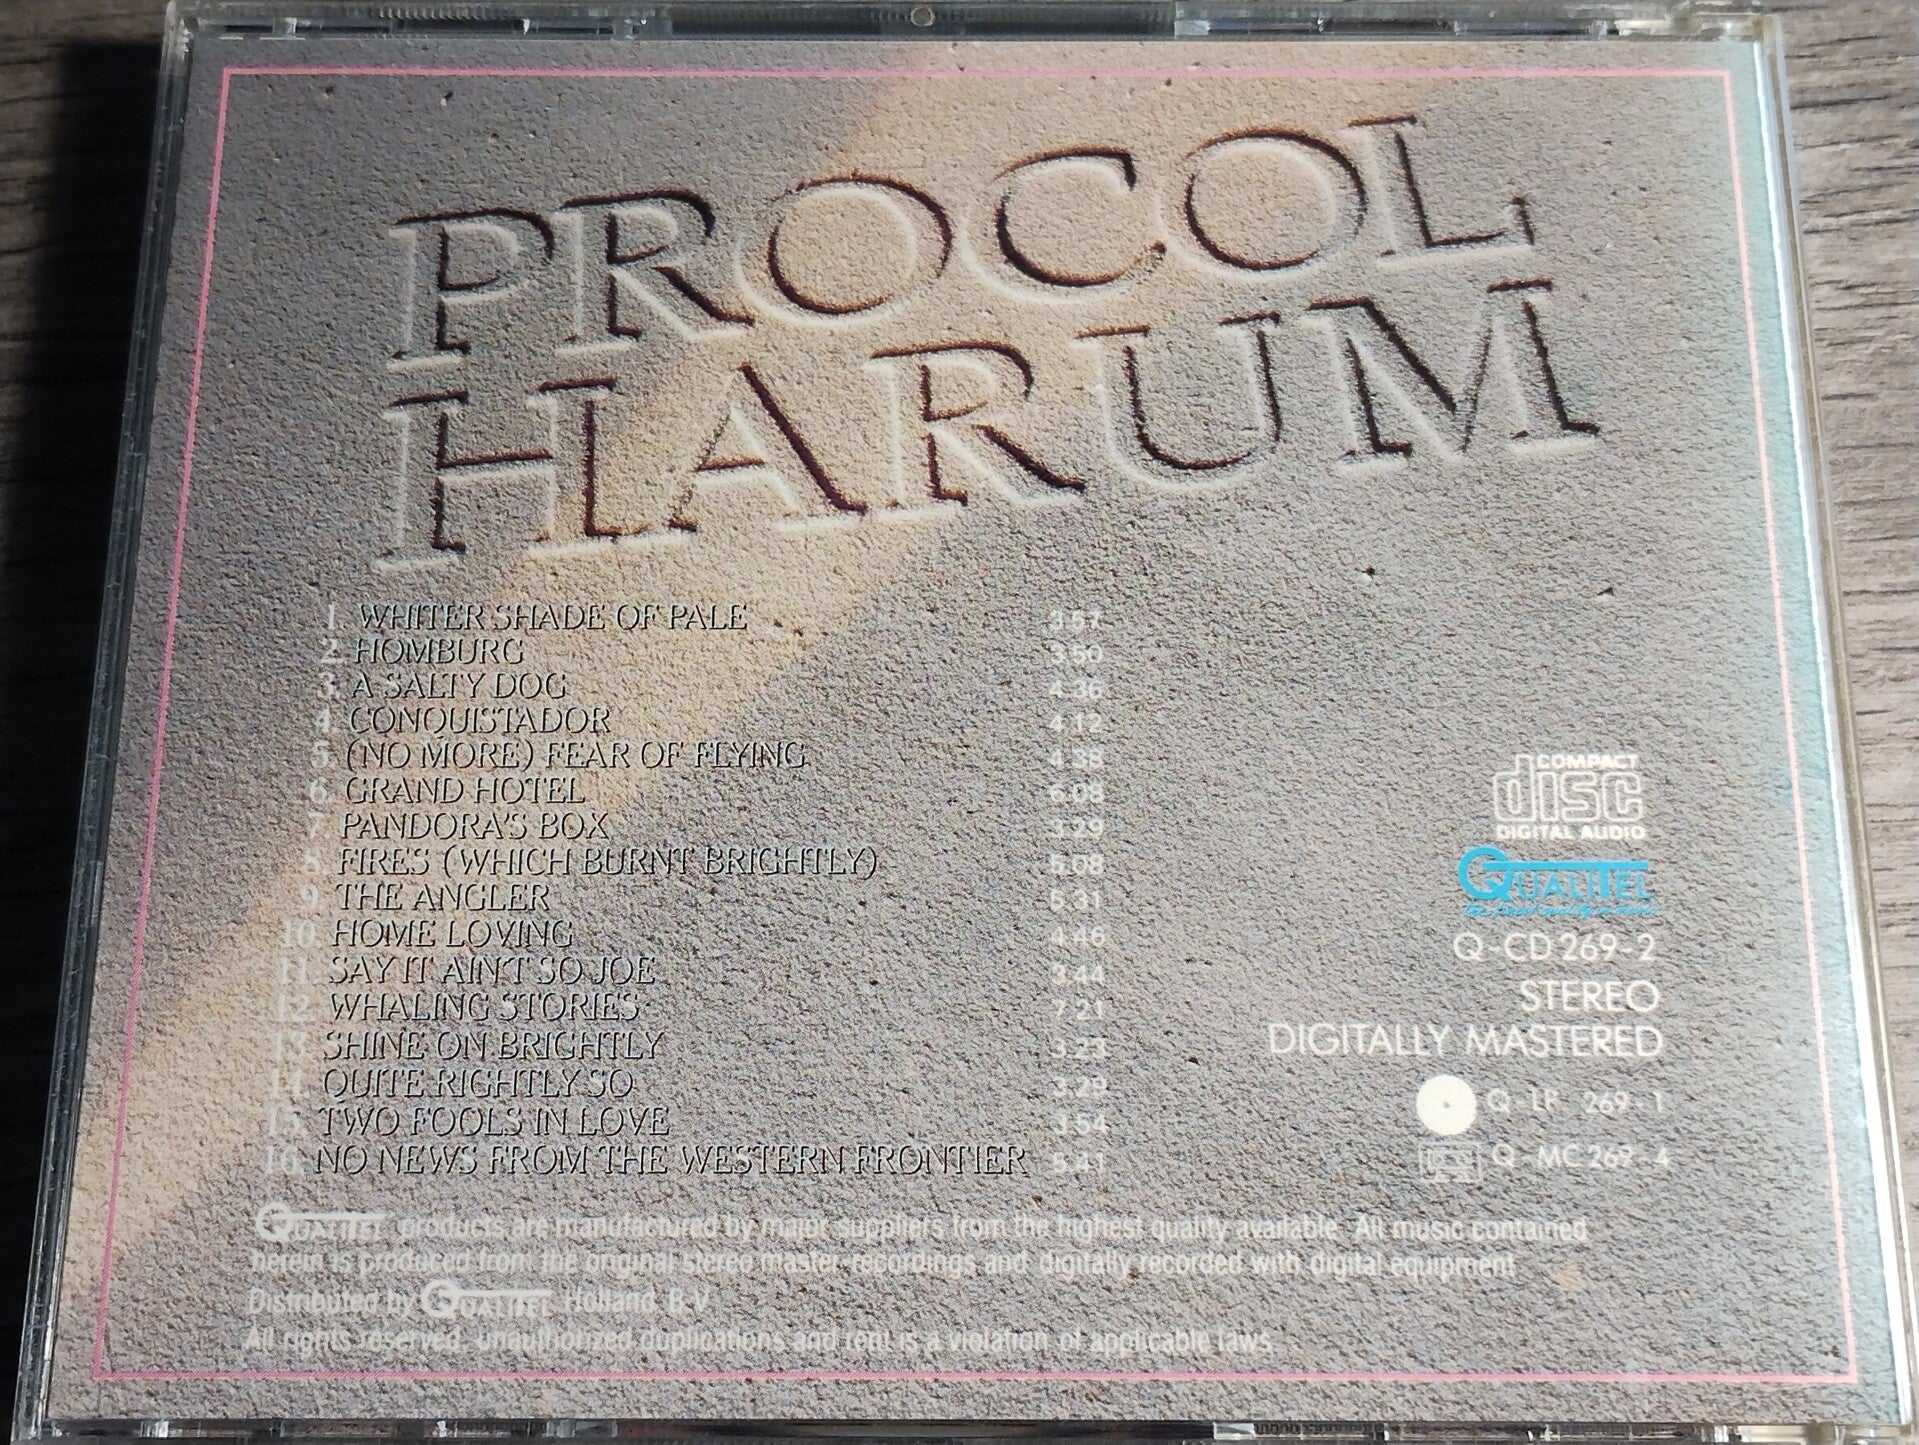 PROCOL
HARUM
1. WHITER SHADE OF PALE 3.57
2. HOMBURG 3.50
3. A SALTY DOG 4.36
4. CONQUISTADOR 4.12
5. (NO MORE) FEAR OF FLYING 4.38
6. GRAND HOTEL 6.08
7. PANDORA'S BOX 3.29
8. FIRES (WHICH BURNT BRIGHTLY) 5.08
9. THE ANGLER 5.31
10. HOME LOVING 4.46
11. SAY IT AIN'T SO JOE 3.44
12. WHALING STORIES 7.21
13. SHINE ON BRIGHTLY 3.23
14. QUITE RIGHTLY SO 3.29
15. TWO FOOLS IN LOVE 3.54
16. NO NEWS FROM THE WESTERN FRONTIER 5.41
COMPACT
disc
DIGITAL AUDIO
QUALITEL
Q-CD 269-2
STEREO
DIGITALLY MASTERED
Q - LP 269-1
Q - MC 269-4
QUALITEL products are manufactured by major suppliers from the highest quality available. All music contained
herein is produced from the original stereo master-recordings and digitally recorded with digital equipment.
Distributed by QUALITEL Holland B.V.
All rights reserved, unauthorized duplications and rent is a violation of applicable laws.